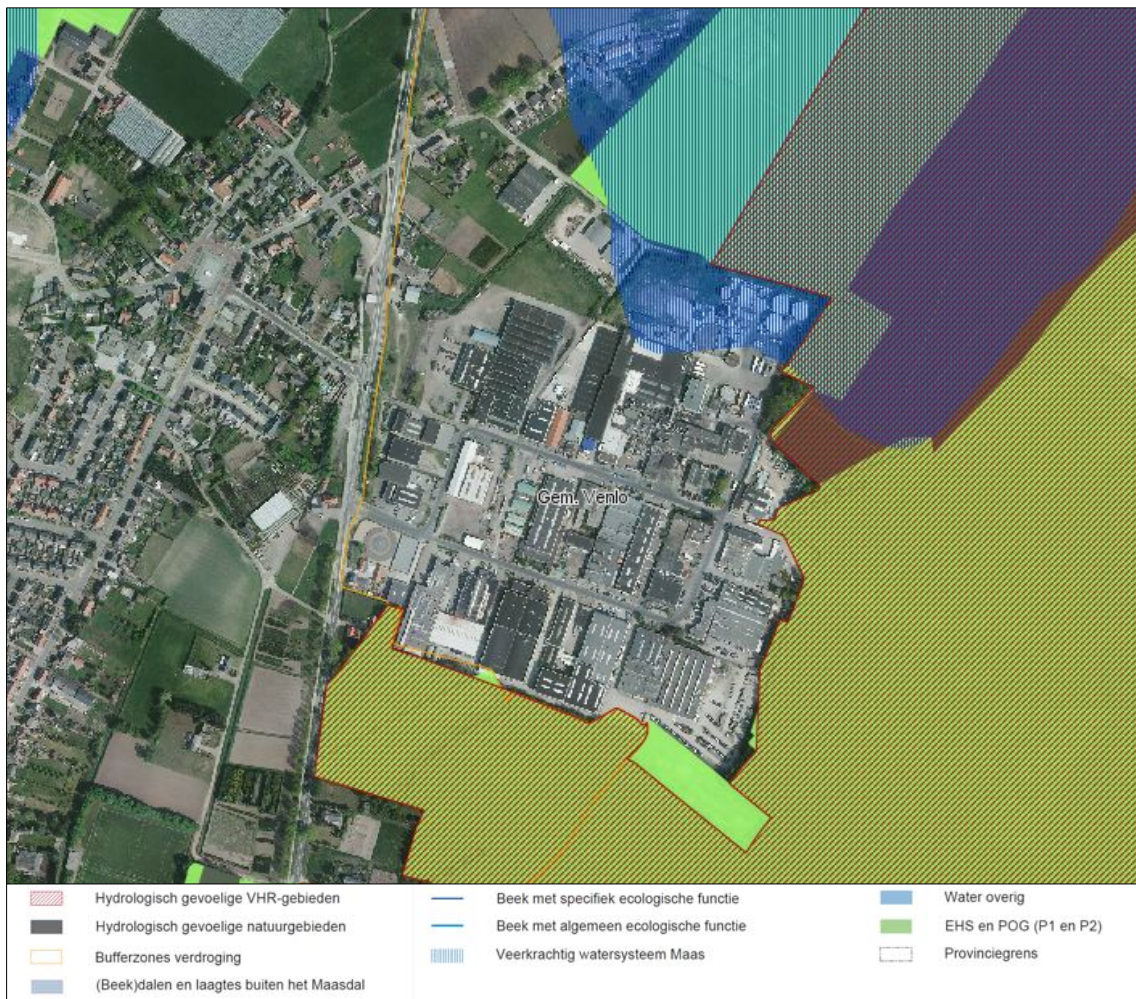 Gem. Venlo
Hydrologisch gevoelige VHR-gebieden
Hydrologisch gevoelige natuurgebieden
Bufferzones verdroging
(Beek)dalen en laagtes buiten het Maasdal
Beek met specifiek ecologische functie
Beek met algemeen ecologische functie
Veerkrachtig watersysteem Maas
Water overig
EHS en POG (P1 en P2)
Provinciegrens